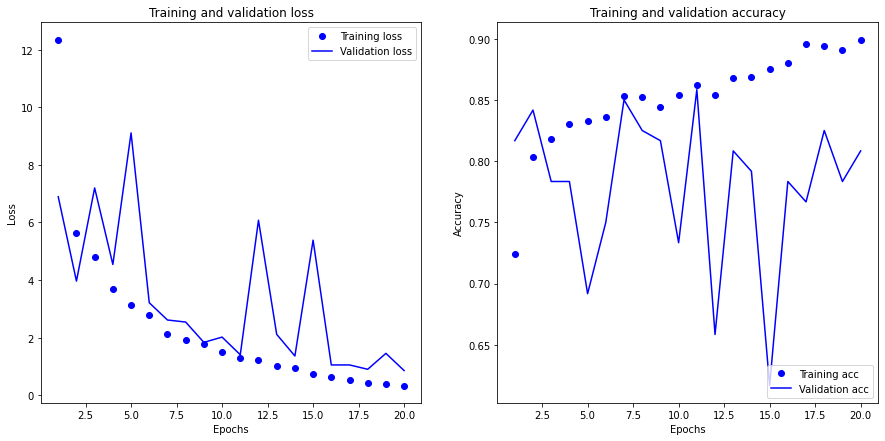 Training and validation loss
Training loss
Validation loss
12
10
8
6
4
2
0
Loss
2.5 5.0 7.5 10.0 12.5 15.0 17.5 20.0
Epochs
Training and validation accuracy
0.90
0.85
0.80
0.75
0.70
0.65
Accuracy
Training acc
Validation acc
2.5 5.0 7.5 10.0 12.5 15.0 17.5 20.0
Epochs